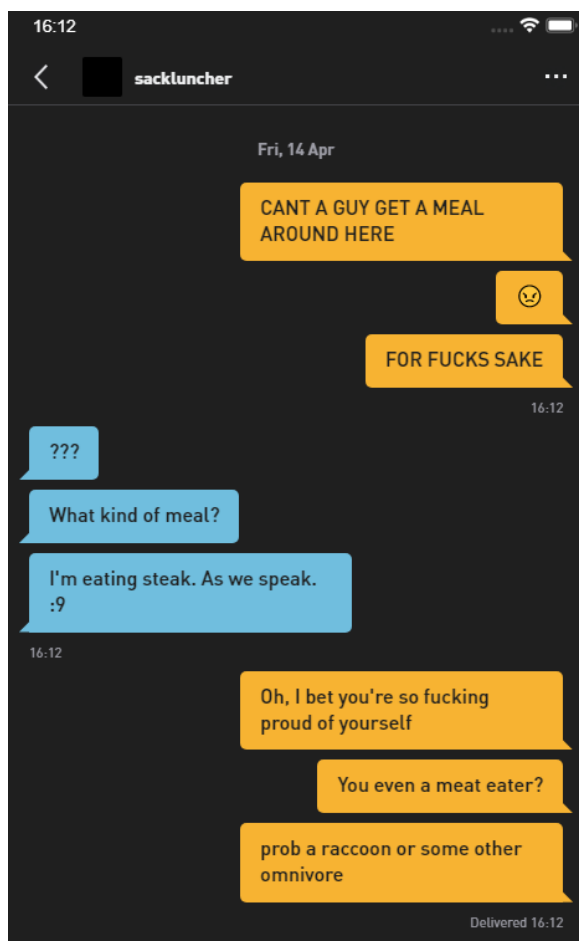 16:12
sackluncher
Fri, 14 Apr
CANT A GUY GET A MEAL
AROUND HERE
😠
FOR FUCKS SAKE
16:12
???
What kind of meal?
I'm eating steak. As we speak.
:9
16:12
Oh, I bet you're so fucking
proud of yourself
You even a meat eater?
prob a raccoon or some other
omnivore
Delivered 16:12